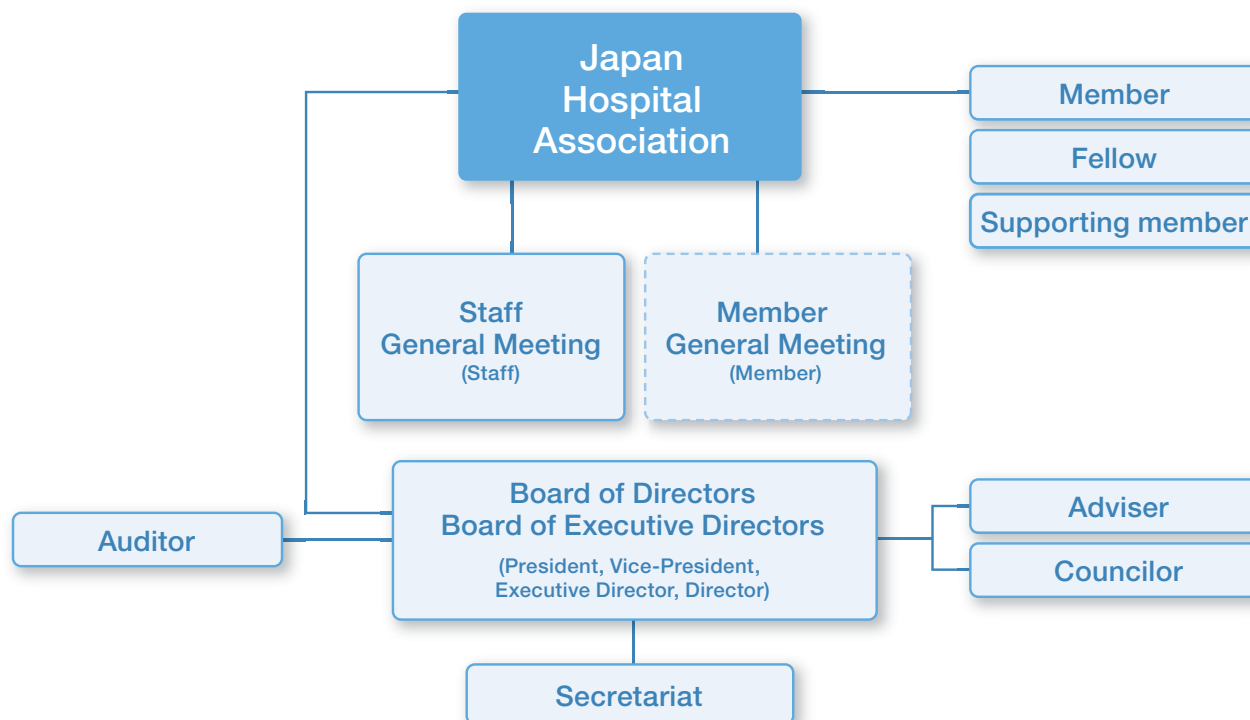 Japan
Hospital
Association
Member
Fellow
Supporting member
Staff
General Meeting
(Staff)
Member
General Meeting
(Member)
Board of Directors
Board of Executive Directors
(President, Vice-President,
Executive Director, Director)
Auditor
Adviser
Councilor
Secretariat